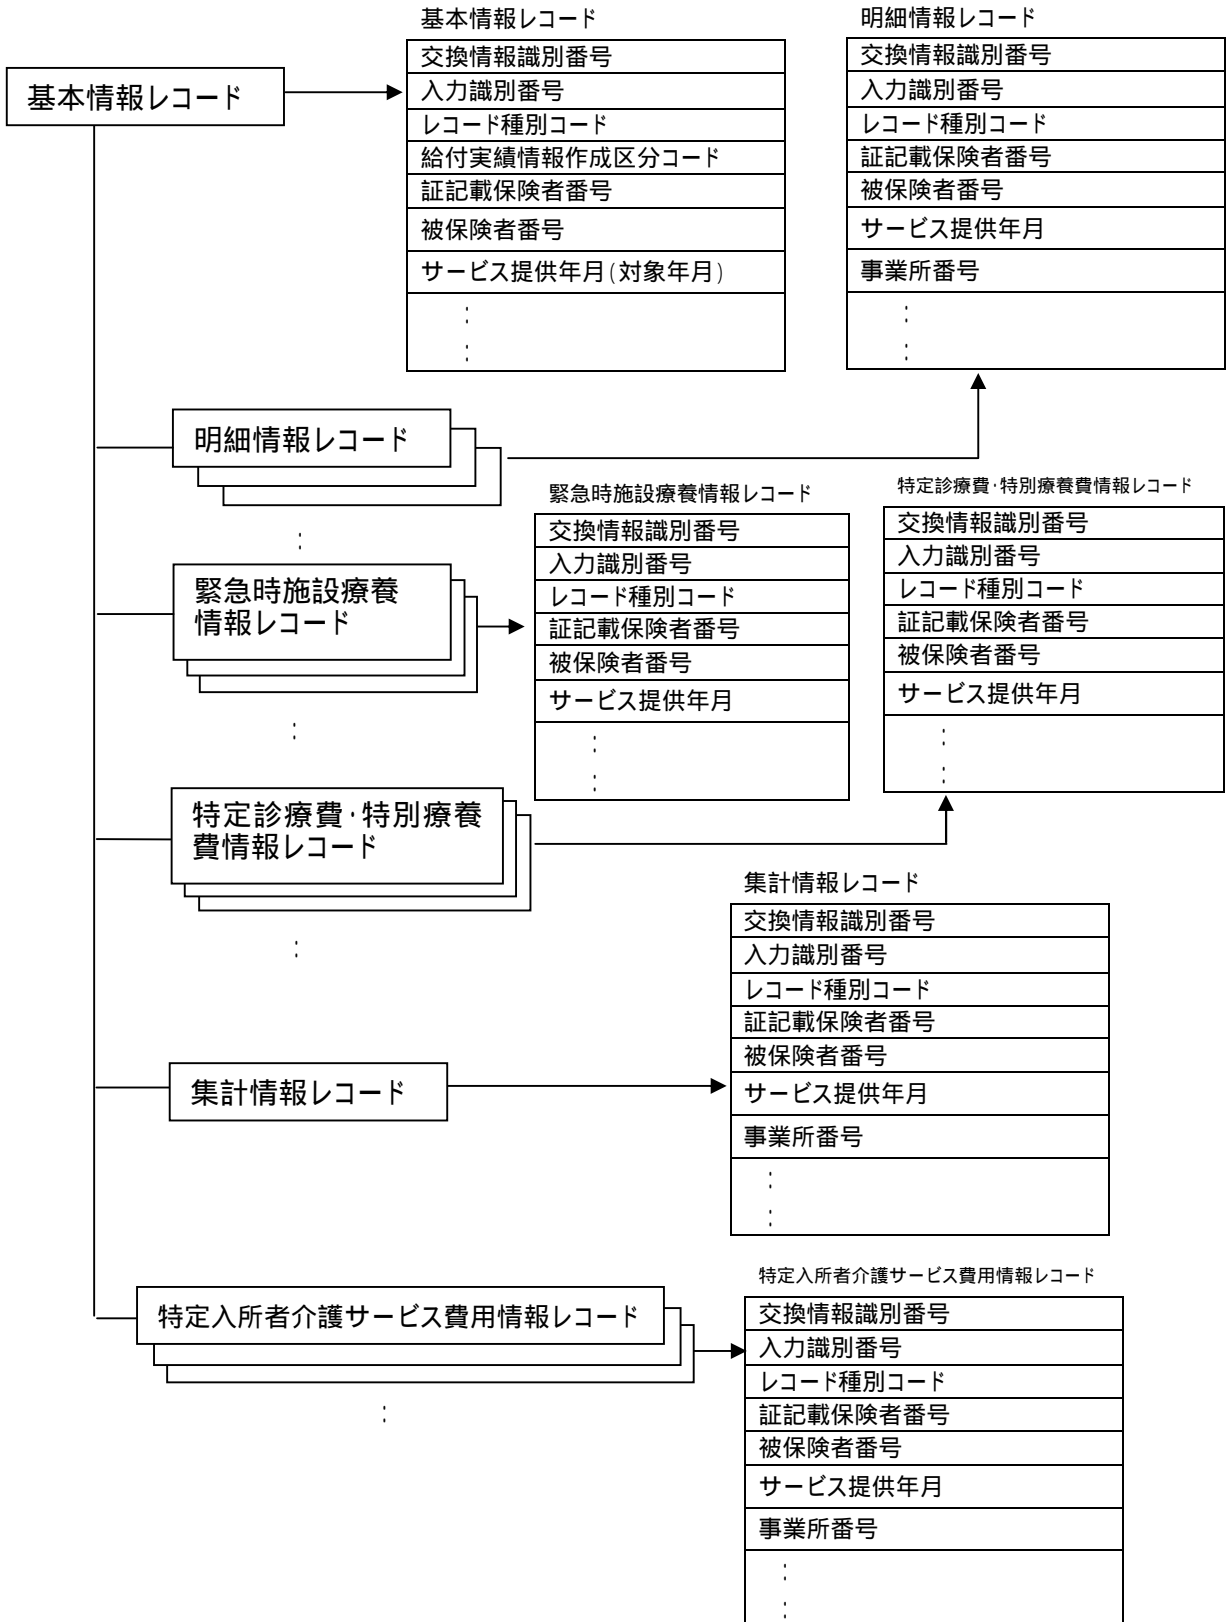 基本情報レコード
基本情報レコード
交換情報識別番号
入力識別番号
レコード種別コード
給付実績情報作成区分コード
証記載保険者番号
被保険者番号
サービス提供年月(対象年月)
:
:
明細情報レコード
交換情報識別番号
入力識別番号
レコード種別コード
証記載保険者番号
被保険者番号
サービス提供年月
事業所番号
:
:
明細情報レコード
:
緊急時施設療養情報レコード
交換情報識別番号
入力識別番号
レコード種別コード
証記載保険者番号
被保険者番号
サービス提供年月
:
:
特定診療費・特別療養費情報レコード
交換情報識別番号
入力識別番号
レコード種別コード
証記載保険者番号
被保険者番号
サービス提供年月
:
:
緊急時施設療養
情報レコード
:
特定診療費・特別療養
費情報レコード
:
集計情報レコード
交換情報識別番号
入力識別番号
レコード種別コード
証記載保険者番号
被保険者番号
サービス提供年月
事業所番号
:
:
集計情報レコード
特定入所者介護サービス費用情報レコード
:
特定入所者介護サービス費用情報レコード
交換情報識別番号
入力識別番号
レコード種別コード
証記載保険者番号
被保険者番号
サービス提供年月
事業所番号
:
: